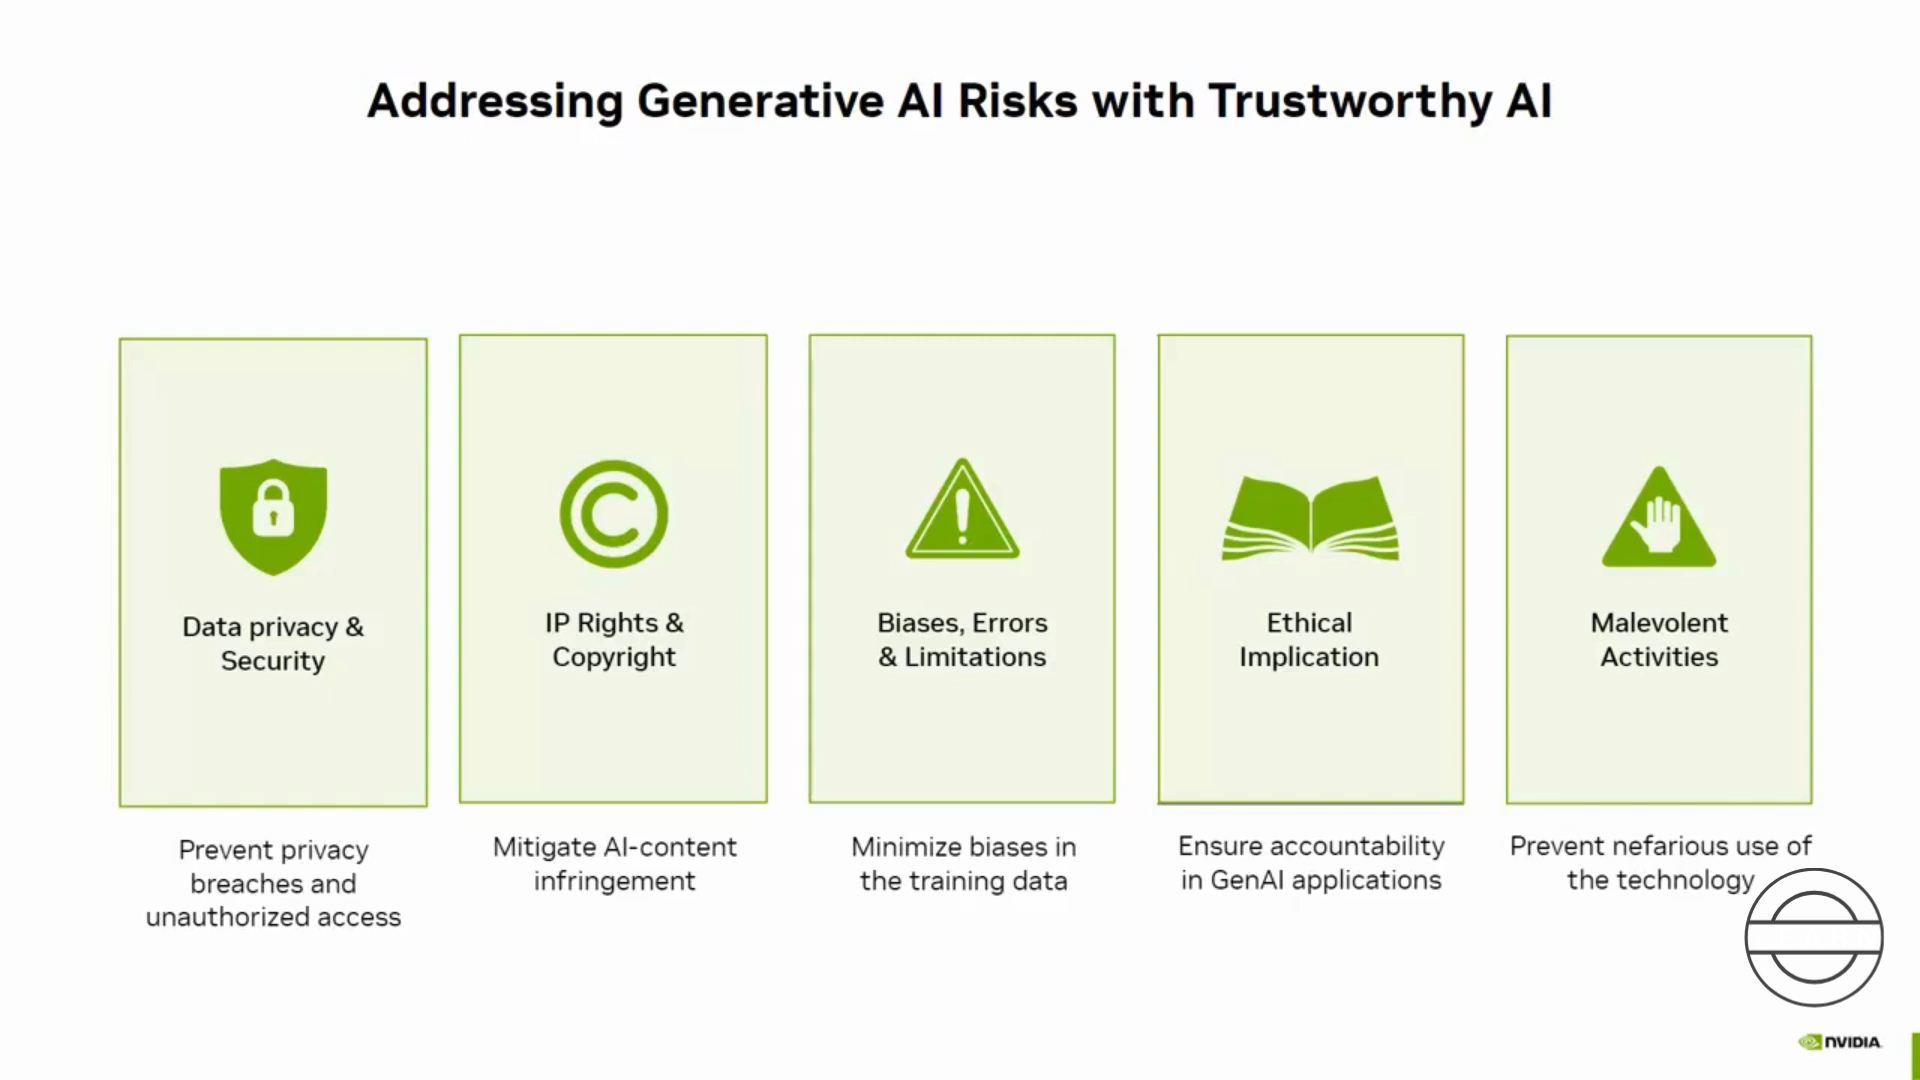 Addressing Generative AI Risks with Trustworthy AI
Data privacy &
Security
Prevent privacy
breaches and
unauthorized access
IP Rights &
Copyright
Mitigate AI-content
infringement
Biases, Errors
& Limitations
Minimize biases in
the training data
Ethical
Implication
Ensure accountability
in GenAI applications
Malevolent
Activities
Prevent nefarious use of
the technology
NVIDIA